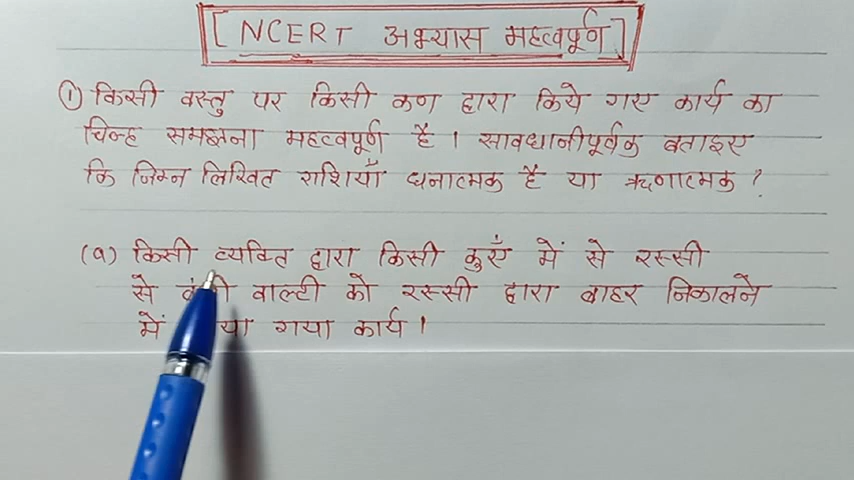 [NCERT अभ्यास महत्वपूर्ण]
① किसी वस्तु पर किसी कण द्वारा किये गए कार्य का
चिन्ह समझना महत्वपूर्ण है । सावधानीपूर्वक बताइए
कि निम्न लिखित राशियाँ धनात्मक है या ऋणात्मक ?
(a) किसी व्यक्ति द्वारा किसी कुएँ में से रस्सी
से वाल्टी को रस्सी द्वारा बाहर निकालने
में गया कार्य ।